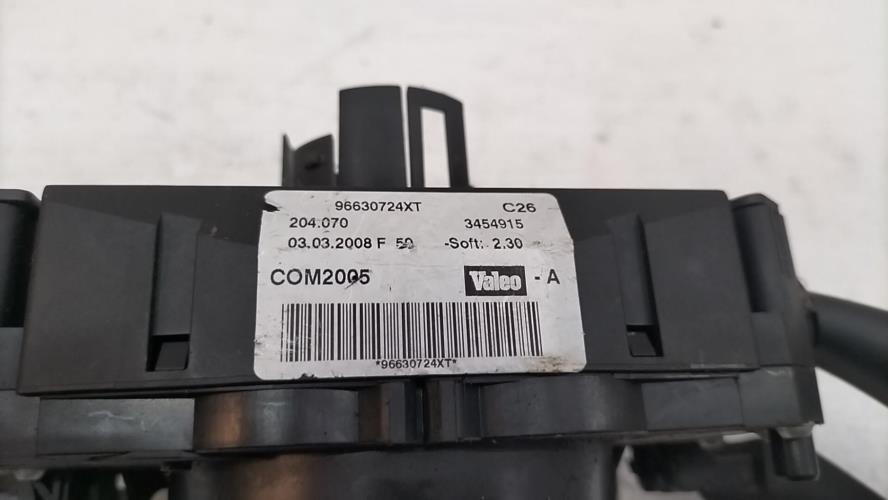 96630724XT C26
204.070 3454915
03.03.2008 F 50 -Soft: 2.30
COM2005 Valeo - A
*96630724XT*